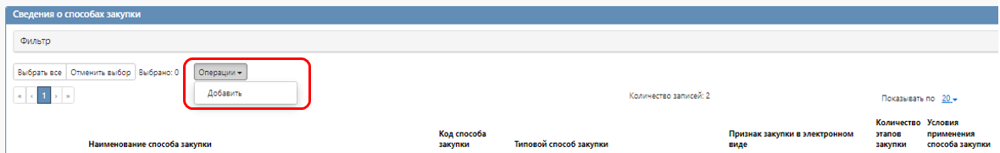 Сведения о способах закупки
Фильтр
Выбрать все Отменить выбор Выбрано: 0 Операции
Добавить
« ‹ 1 › » Количество записей: 2 Показывать по 20
Наименование способа закупки
Код способа
закупки
Типовой способ закупки
Признак закупки в электронном
виде
Количество
этапов
закупки
Условия
применения
способа закупки